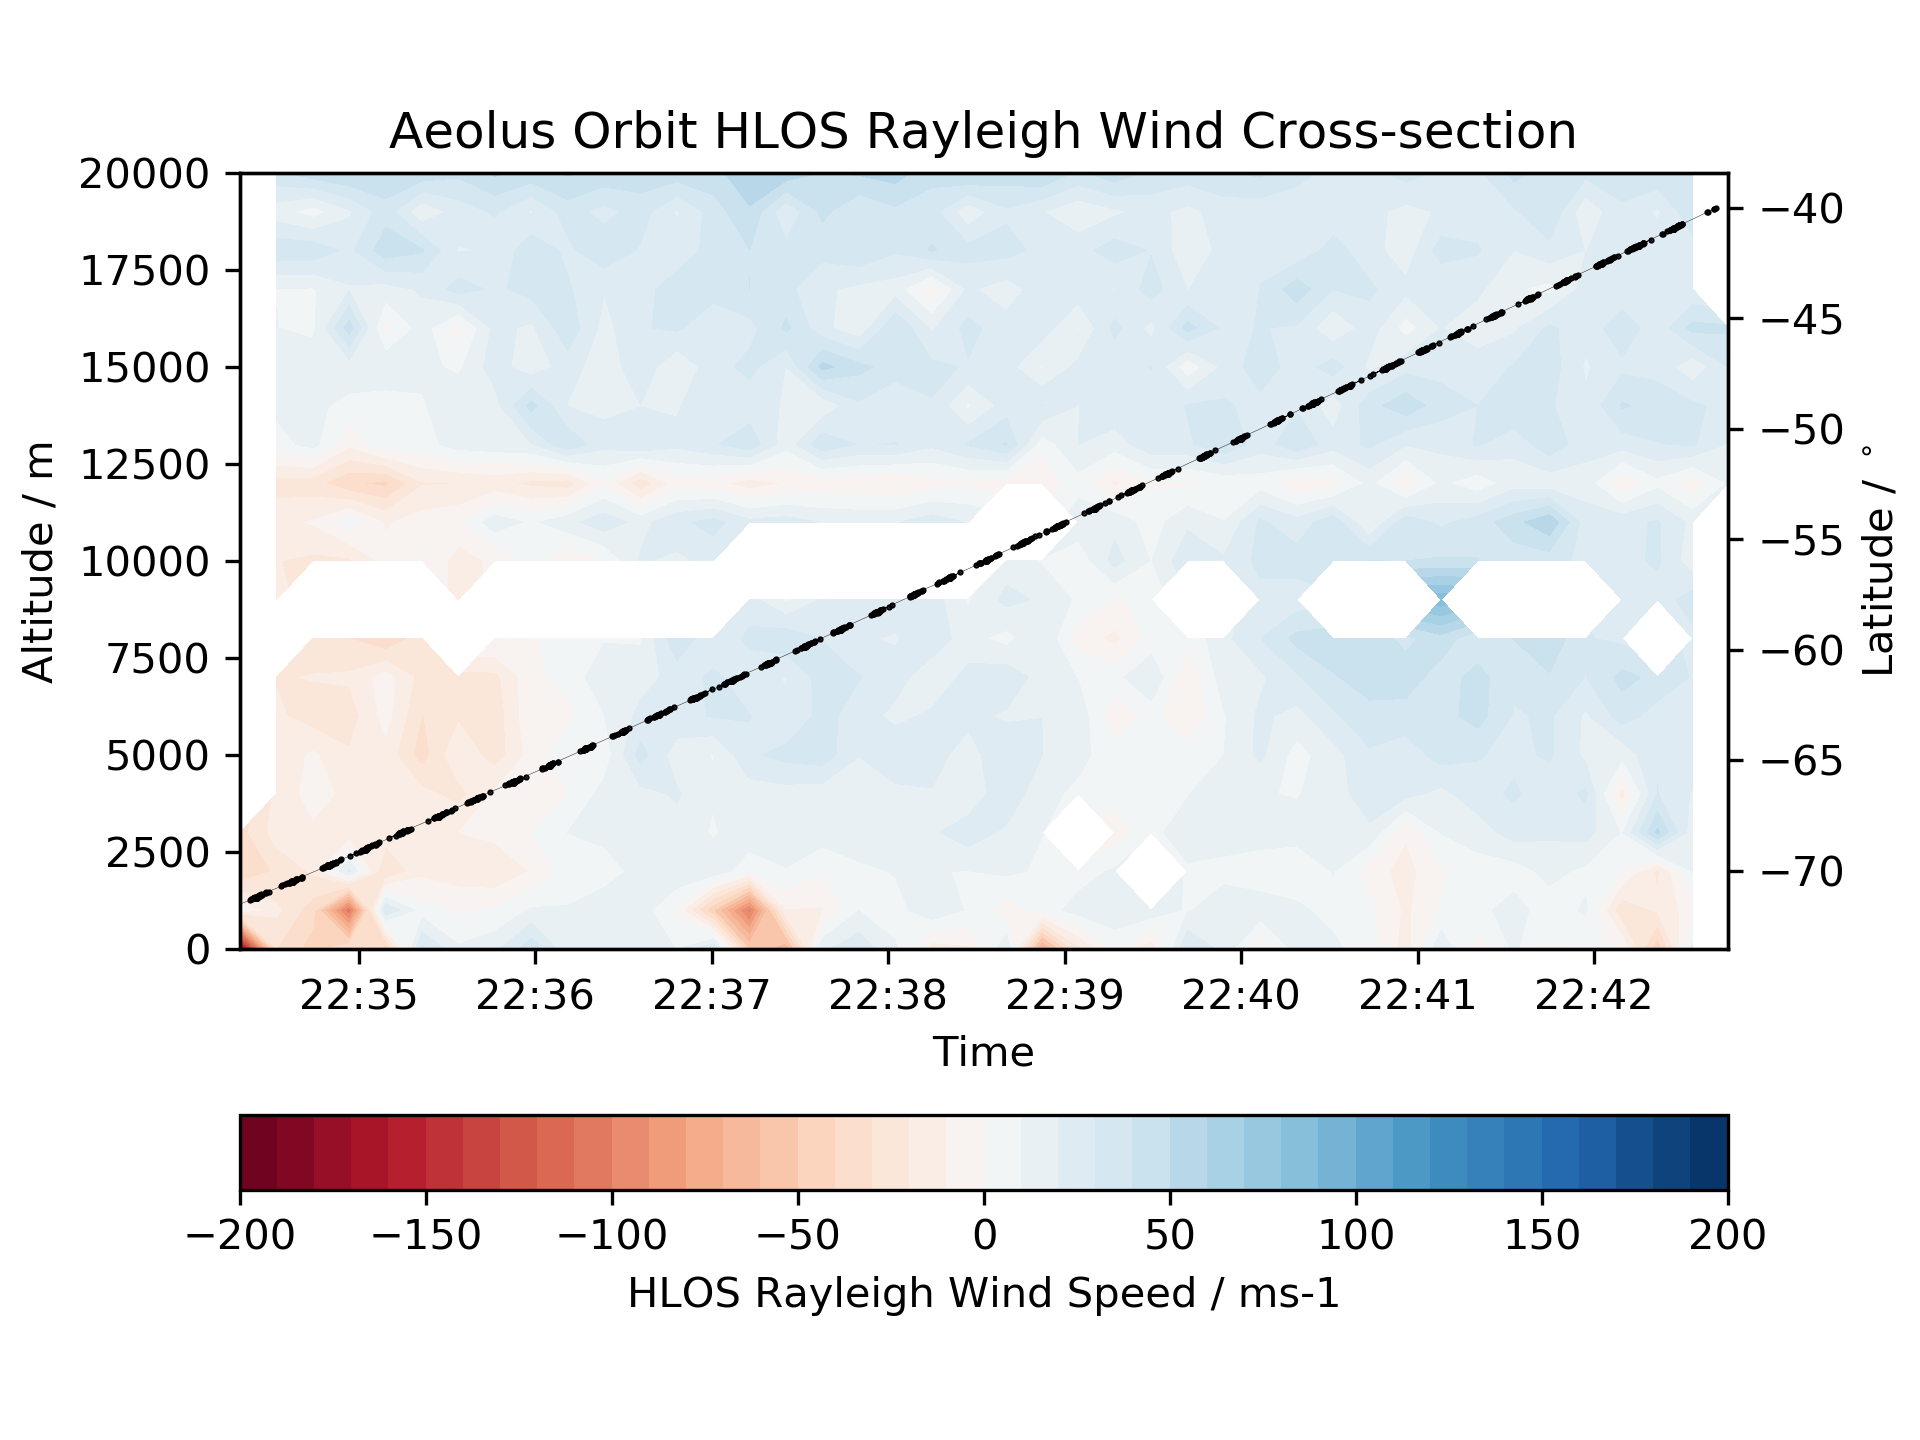 Aeolus Orbit HLOS Rayleigh Wind Cross-section
20000
17500
15000
12500
10000
7500
5000
2500
0
Altitude / m
−40
−45
−50
−55
−60
−65
−70
Latitude / °
22:35 22:36 22:37 22:38 22:39 22:40 22:41 22:42
Time
−200 −150 −100 −50 0 50 100 150 200
HLOS Rayleigh Wind Speed / ms-1